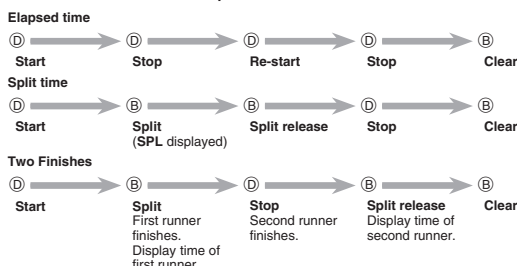 Elapsed time
Ⓓ Ⓓ Ⓓ Ⓓ Ⓑ
Start Stop Re-start Stop Clear
Split time
Ⓓ Ⓑ Ⓑ Ⓓ Ⓑ
Start Split Split release Stop Clear
(SPL displayed)
Two Finishes
Ⓓ Ⓑ Ⓓ Ⓑ Ⓑ
Start Split Stop Split release Clear
First runner Second runner Display time of
finishes. finishes. second runner.
Display time of
first runner